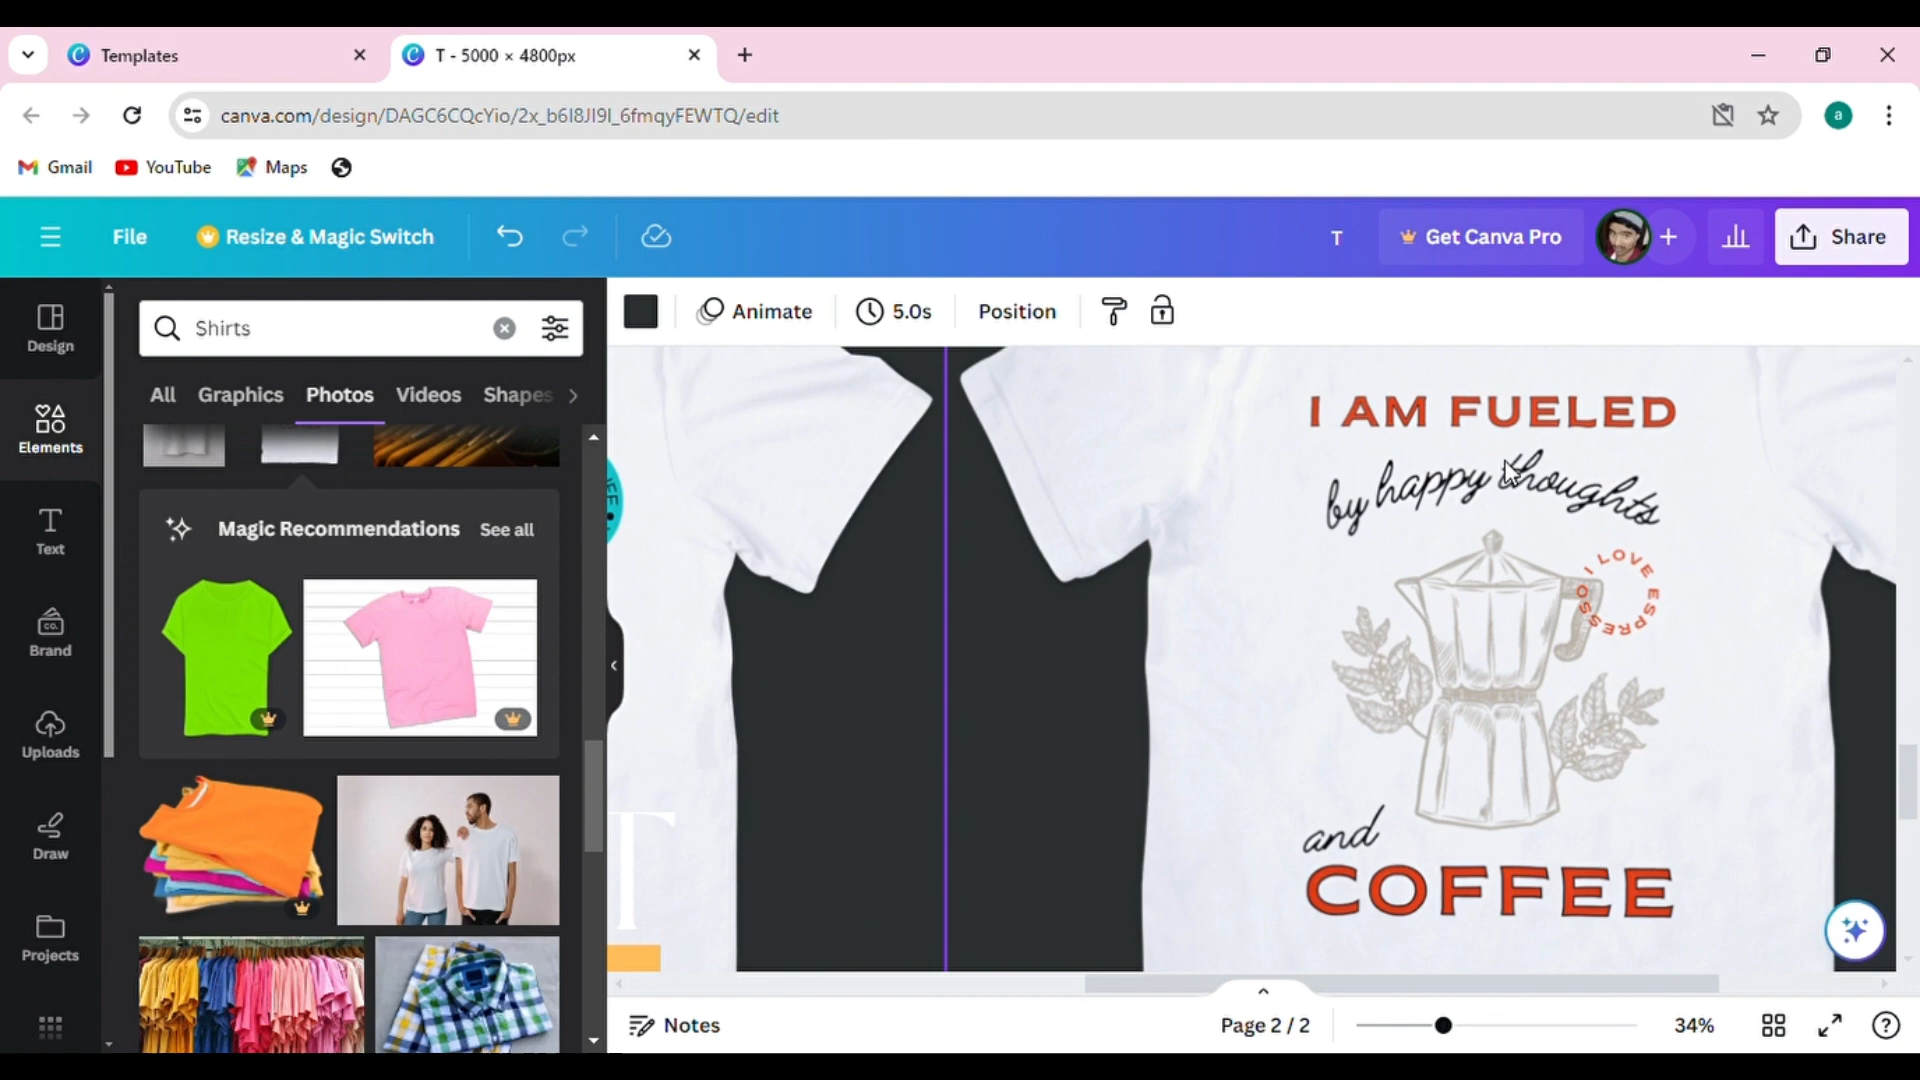 Templates
T - 5000 × 4800px
canva.com/design/DAGC6CQcYio/2x_b6I8JI9I_6fmqyFEWTQ/edit
a
Gmail
YouTube
Maps
File
Resize & Magic Switch
T
Get Canva Pro
Share
Design
Elements
Text
Brand
CO.
Uploads
Draw
Projects
Shirts
All
Graphics
Photos
Videos
Shapes
Magic Recommendations
See all
Animate
5.0s
Position
I AM FUELED
by happy thoughts
I LOVE ESPRESSO
and
COFFEE
T
Notes
Page 2 / 2
34%